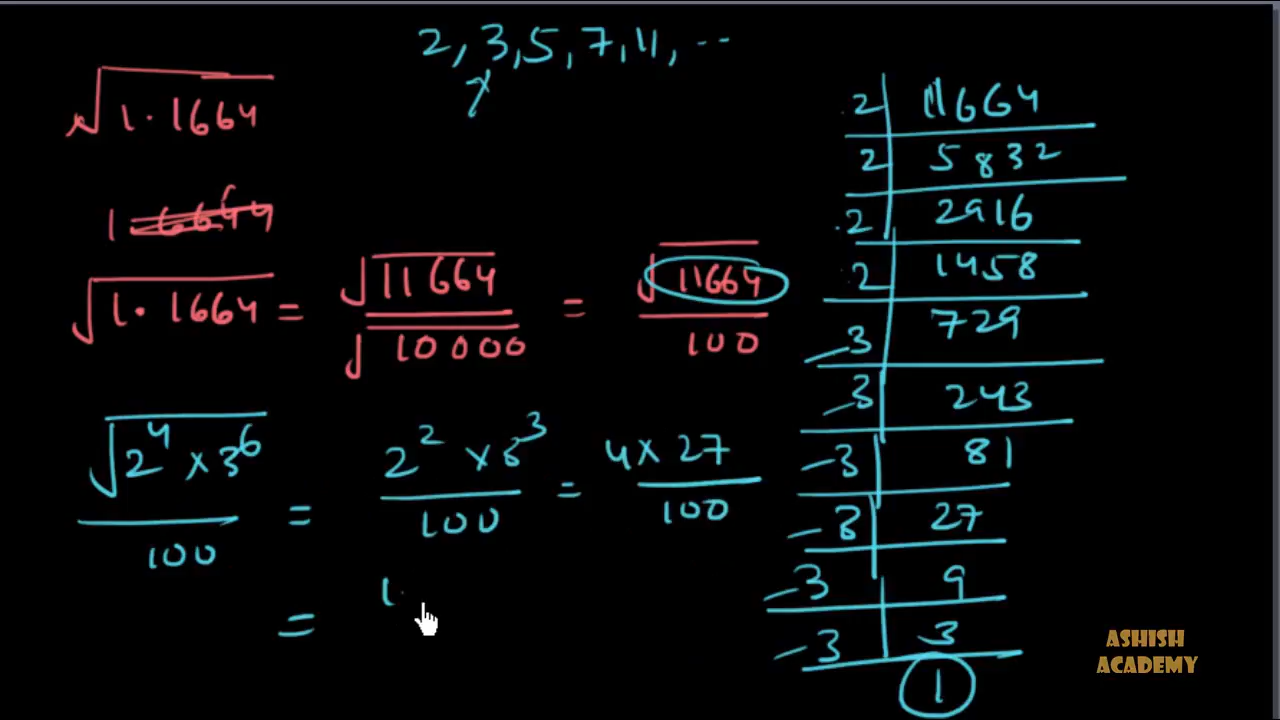 2, 3, 5, 7, 11, ...
√1.1664
1
√1.1664 = √11664 / √10000 = √11664 / 100
√2⁴ × 3⁶ / 100 = 2² × 3³ / 100 = 4 × 27 / 100
= 1
2 | 11664
2 | 5832
2 | 2916
2 | 1458
3 | 729
3 | 243
3 | 81
3 | 27
3 | 9
3 | 3
1
ASHISH
ACADEMY